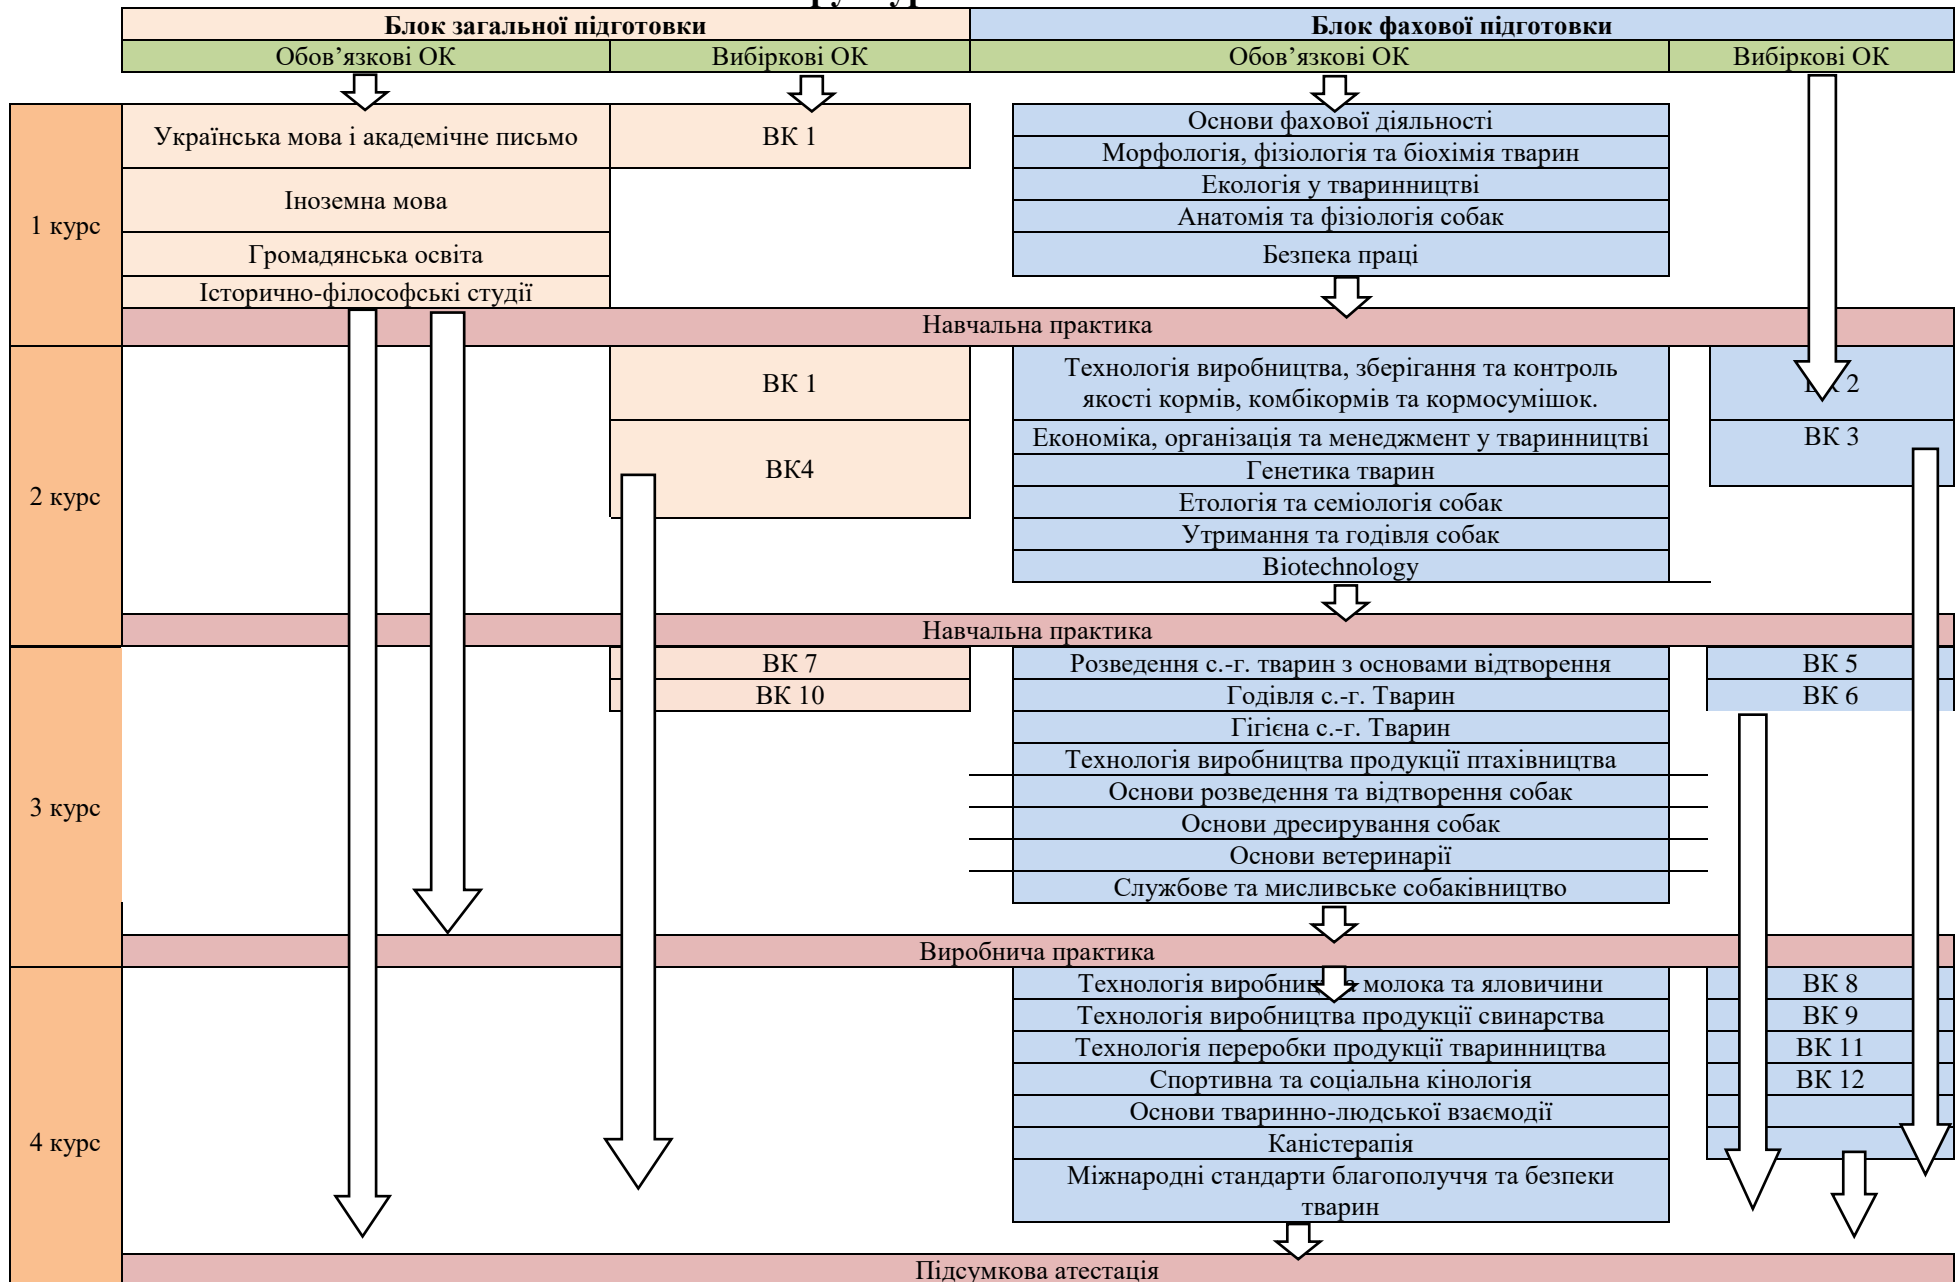 Блок загальної підготовки
Блок фахової підготовки
Обов’язкові ОК
Вибіркові ОК
Обов’язкові ОК
Вибіркові ОК
1 курс
Українська мова і академічне письмо
ВК 1
Основи фахової діяльності
Морфологія, фізіологія та біохімія тварин
Іноземна мова
Екологія у тваринництві
Анатомія та фізіологія собак
Громадянська освіта
Безпека праці
Історично-філософські студії
Навчальна практика
2 курс
ВК 1
Технологія виробництва, зберігання та контроль
якості кормів, комбікормів та кормосумішок.
2
ВК4
Економіка, організація та менеджмент у тваринництві
ВК 3
Генетика тварин
Етологія та семіологія собак
Утримання та годівля собак
Biotechnology
Навчальна практика
3 курс
ВК 7
Розведення с.-г. тварин з основами відтворення
ВК 5
ВК 10
Годівля с.-г. Тварин
ВК 6
Гігієна с.-г. Тварин
Технологія виробництва продукції птахівництва
Основи розведення та відтворення собак
Основи дресирування собак
Основи ветеринарії
Службове та мисливське собаківництво
Виробнича практика
4 курс
Технологія молока та яловичини
ВК 8
Технологія виробництва продукції свинарства
ВК 9
Технологія переробки продукції тваринництва
ВК 11
Спортивна та соціальна кінологія
ВК 12
Основи тваринно-людської взаємодії
Каністерапія
Міжнародні стандарти благополуччя та безпеки
тварин
Підсумкова атестація